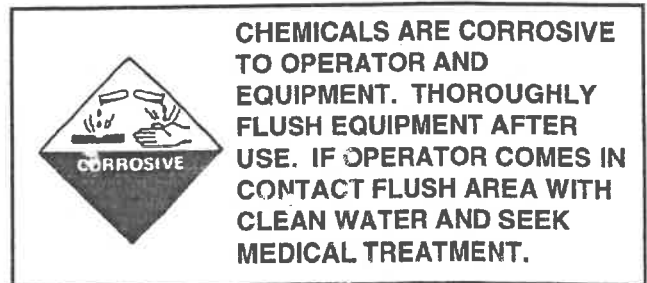 CHEMICALS ARE CORROSIVE
TO OPERATOR AND
EQUIPMENT. THOROUGHLY
FLUSH EQUIPMENT AFTER
USE. IF OPERATOR COMES IN
CONTACT FLUSH AREA WITH
CLEAN WATER AND SEEK
MEDICAL TREATMENT.
CORROSIVE